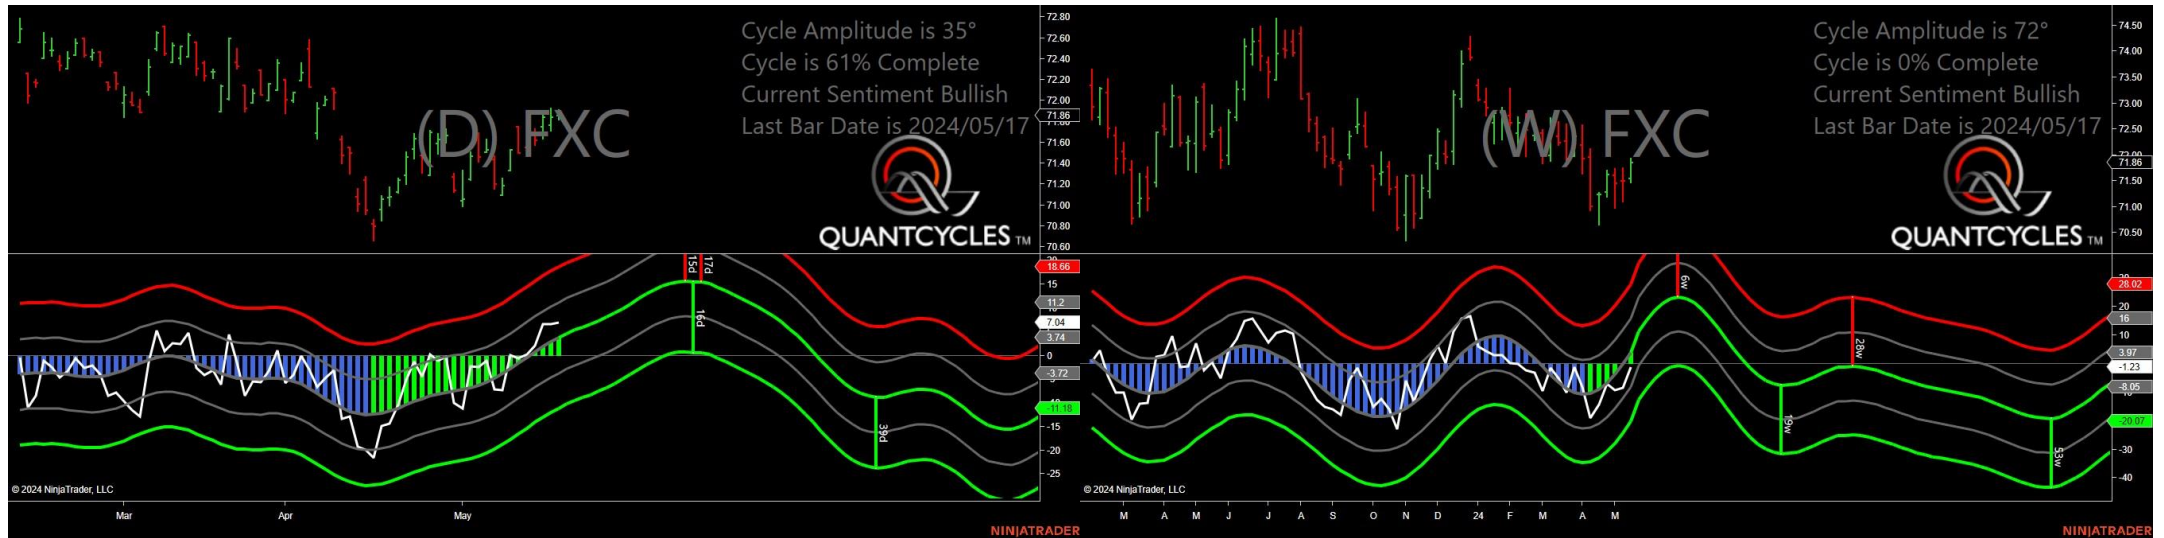 Cycle Amplitude is 35°
Cycle is 61% Complete
Current Sentiment Bullish
Last Bar Date is 2024/05/17
(D) FXC
QUANTCYCLES TM
72.80
72.60
72.40
72.20
72.00
71.86
71.60
71.40
71.20
71.00
70.80
70.60
18.66
15
11.2
7.04
3.74
0
-3.72
-11.18
-15
-20
-25
15d
17d
16d
39d
© 2024 NinjaTrader, LLC
Mar
Apr
May
NINJATRADER
Cycle Amplitude is 72°
Cycle is 0% Complete
Current Sentiment Bullish
Last Bar Date is 2024/05/17
(W) FXC
QUANTCYCLES TM
74.50
74.00
73.50
73.00
72.50
72.00
71.86
71.50
71.00
70.50
28.02
20
16
10
3.97
-1.23
-8.05
-20.07
-30
-40
6w
28w
19w
53w
© 2024 NinjaTrader, LLC
M A M J J A S O N D 24 F M A M
NINJATRADER